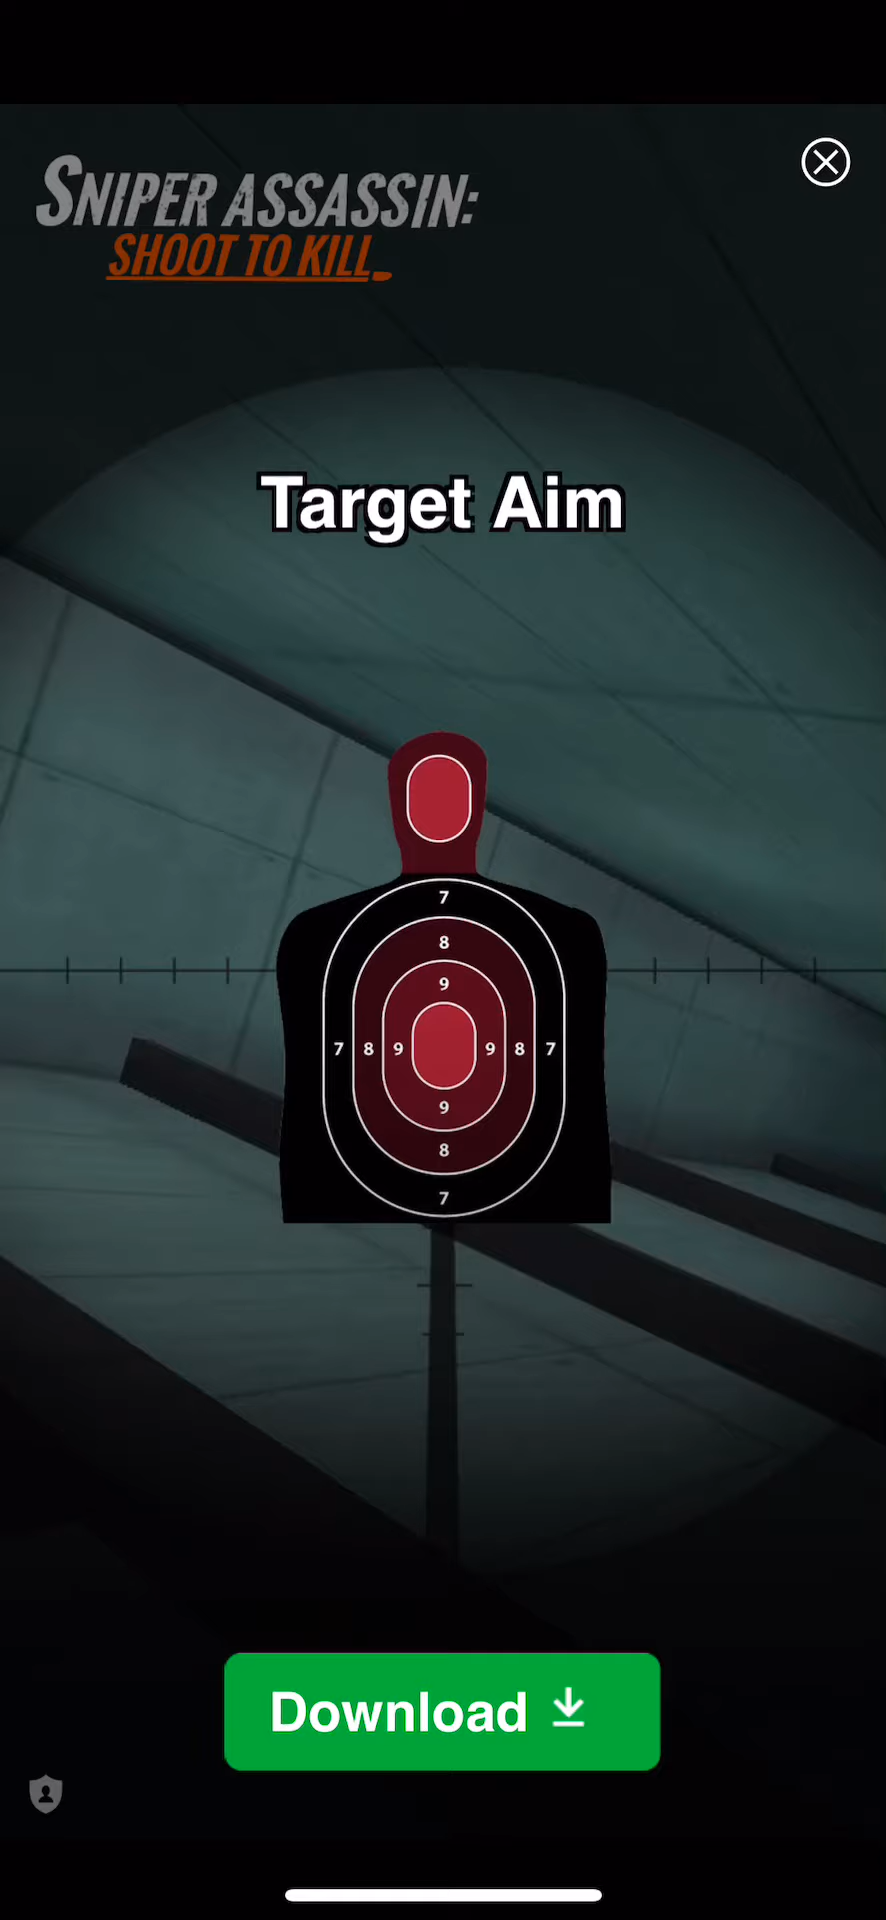 SNIPER ASSASSIN:
SHOOT TO KILL
Target Aim
7
8
9
7 8 9 9 8 7
9
8
7
Download